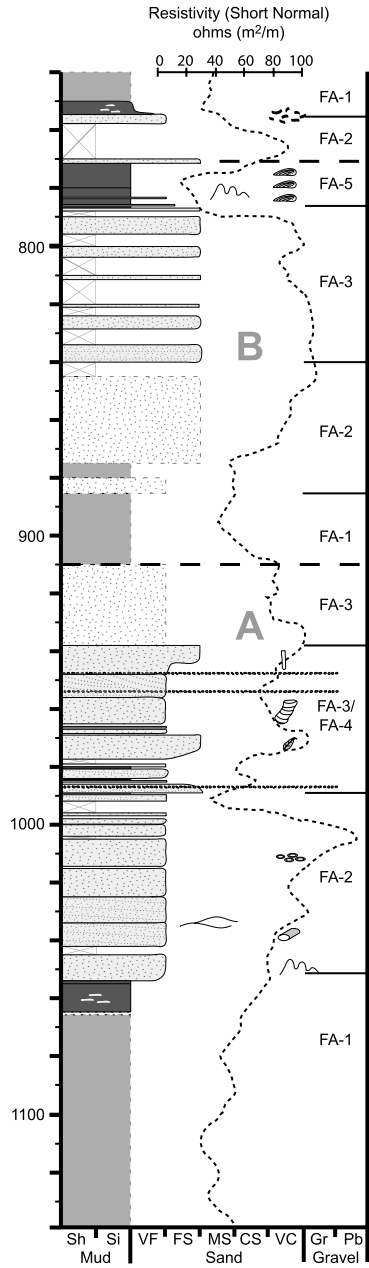 Resistivity (Short Normal)
ohms (m²/m)
0 20 40 60 80 100
FA-1
FA-2
FA-5
800
FA-3
B
FA-2
900
FA-1
FA-3
A
FA-3/
FA-4
1000
FA-2
FA-1
1100
Sh Si VF FS MS CS VC Gr Pb
Mud Sand Gravel